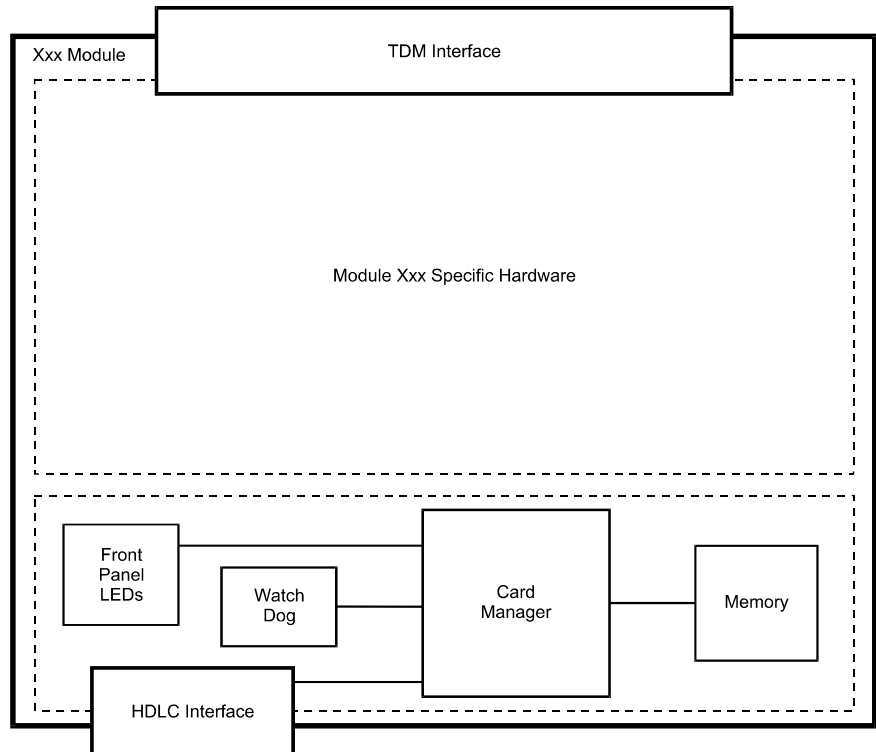 TDM Interface
Xxx Module
Module Xxx Specific Hardware
Front
Panel
LEDs
Watch
Dog
Card
Manager
Memory
HDLC Interface